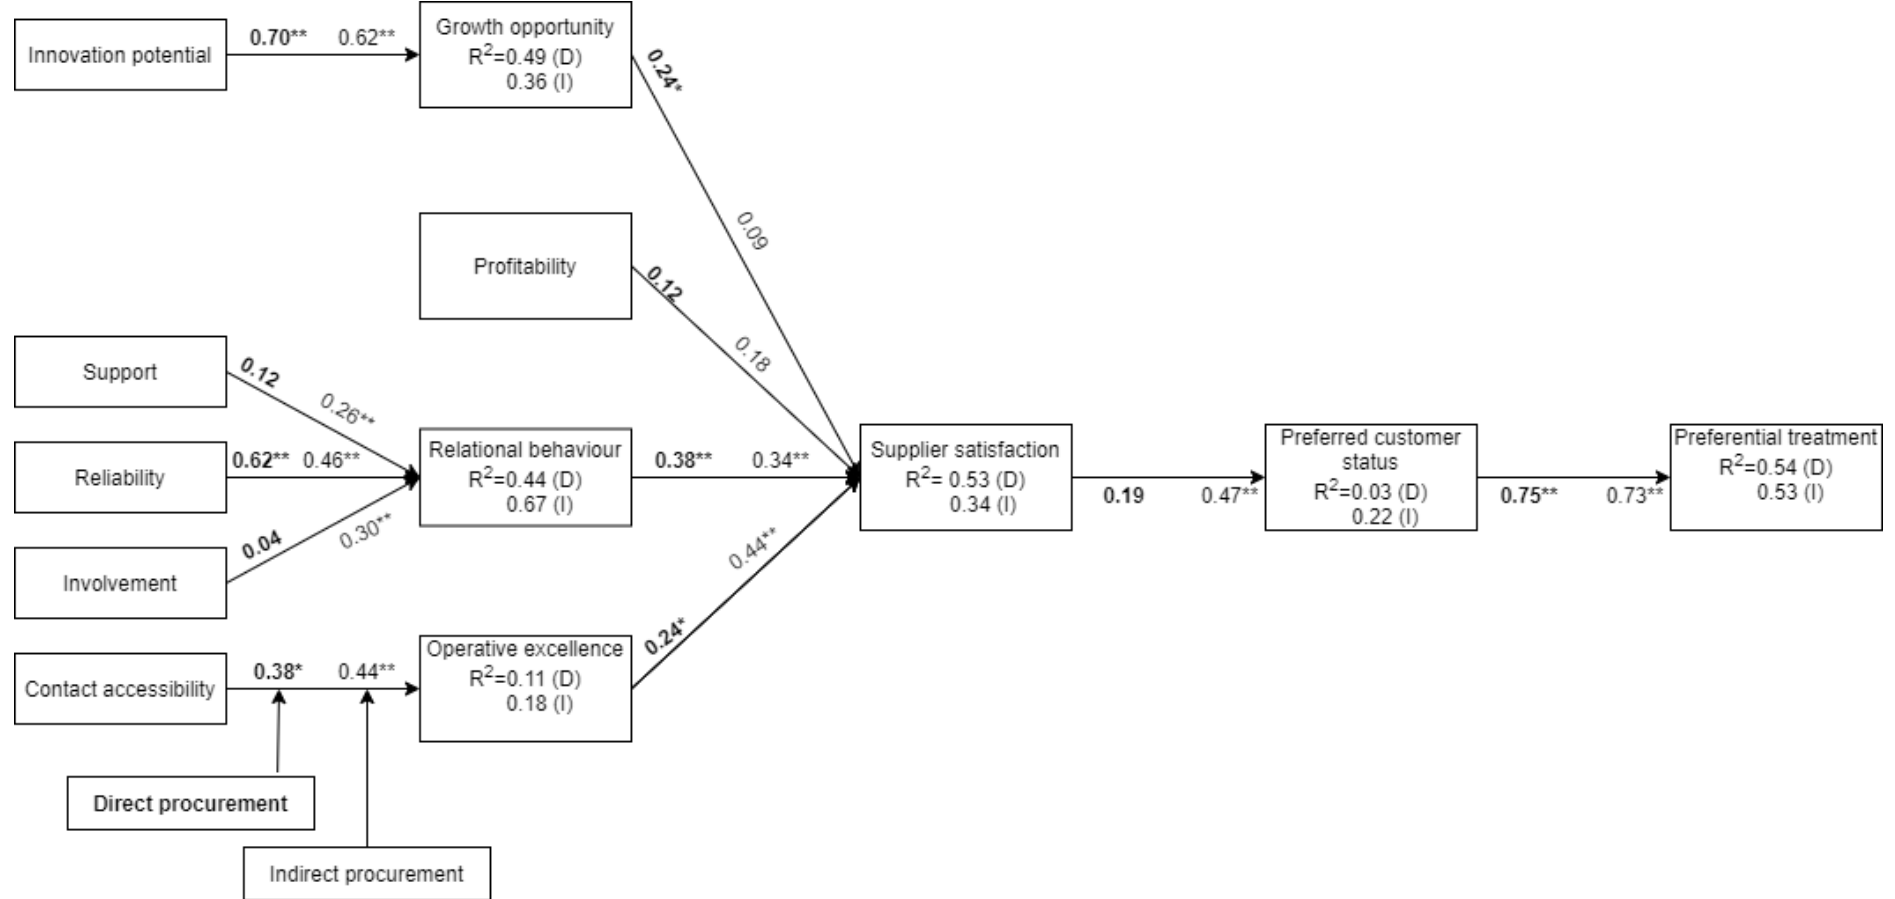 Innovation potential
0.70** 0.62**
Growth opportunity
R²=0.49 (D)
0.36 (I)
0.24*
0.09
Profitability
0.12
0.18
Support
0.12
0.26**
Reliability
0.62** 0.46**
Involvement
0.04
0.30**
Relational behaviour
R²=0.44 (D)
0.67 (I)
0.38** 0.34**
Contact accessibility
0.38* 0.44**
Operative excellence
R²=0.11 (D)
0.18 (I)
0.24*
0.44**
Supplier satisfaction
R²= 0.53 (D)
0.34 (I)
0.19 0.47**
Preferred customer
status
R²=0.03 (D)
0.22 (I)
0.75** 0.73**
Preferential treatment
R²=0.54 (D)
0.53 (I)
Direct procurement
Indirect procurement